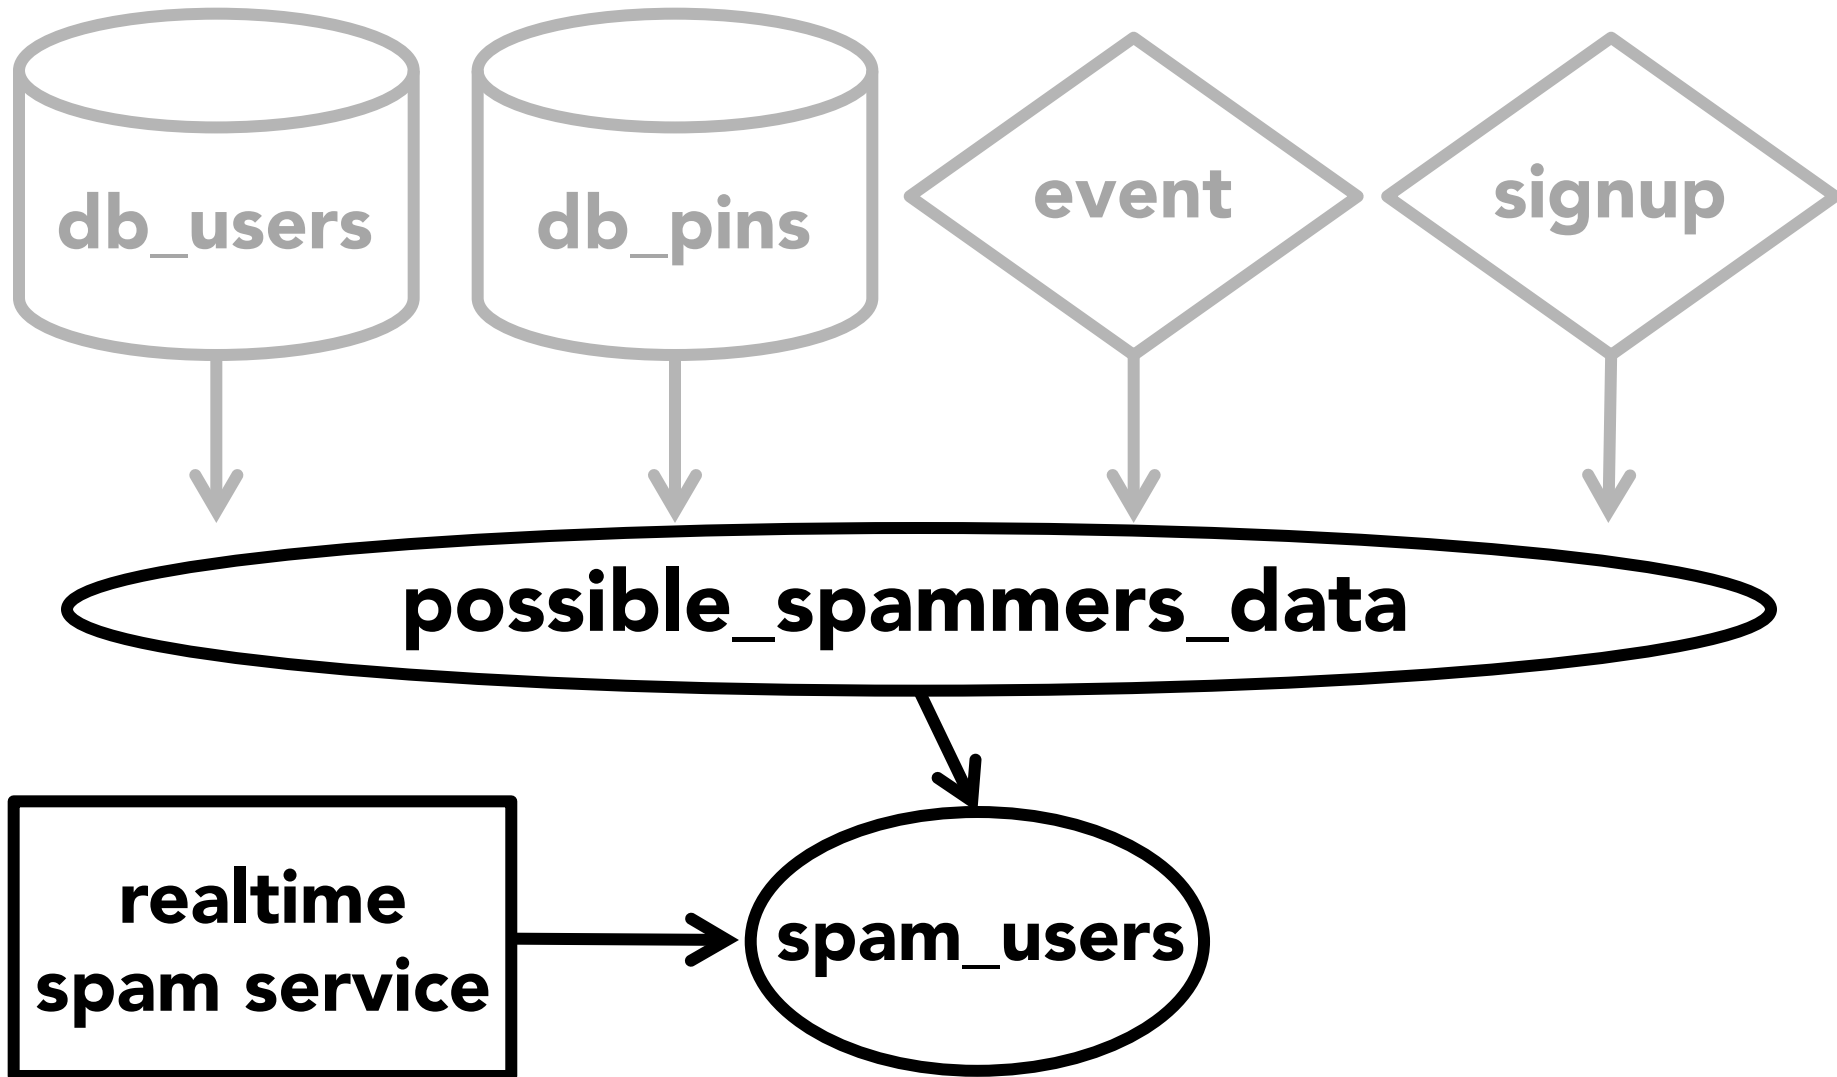 db_users
db_pins
event
signup
possible_spammers_data
realtime
spam service
spam_users